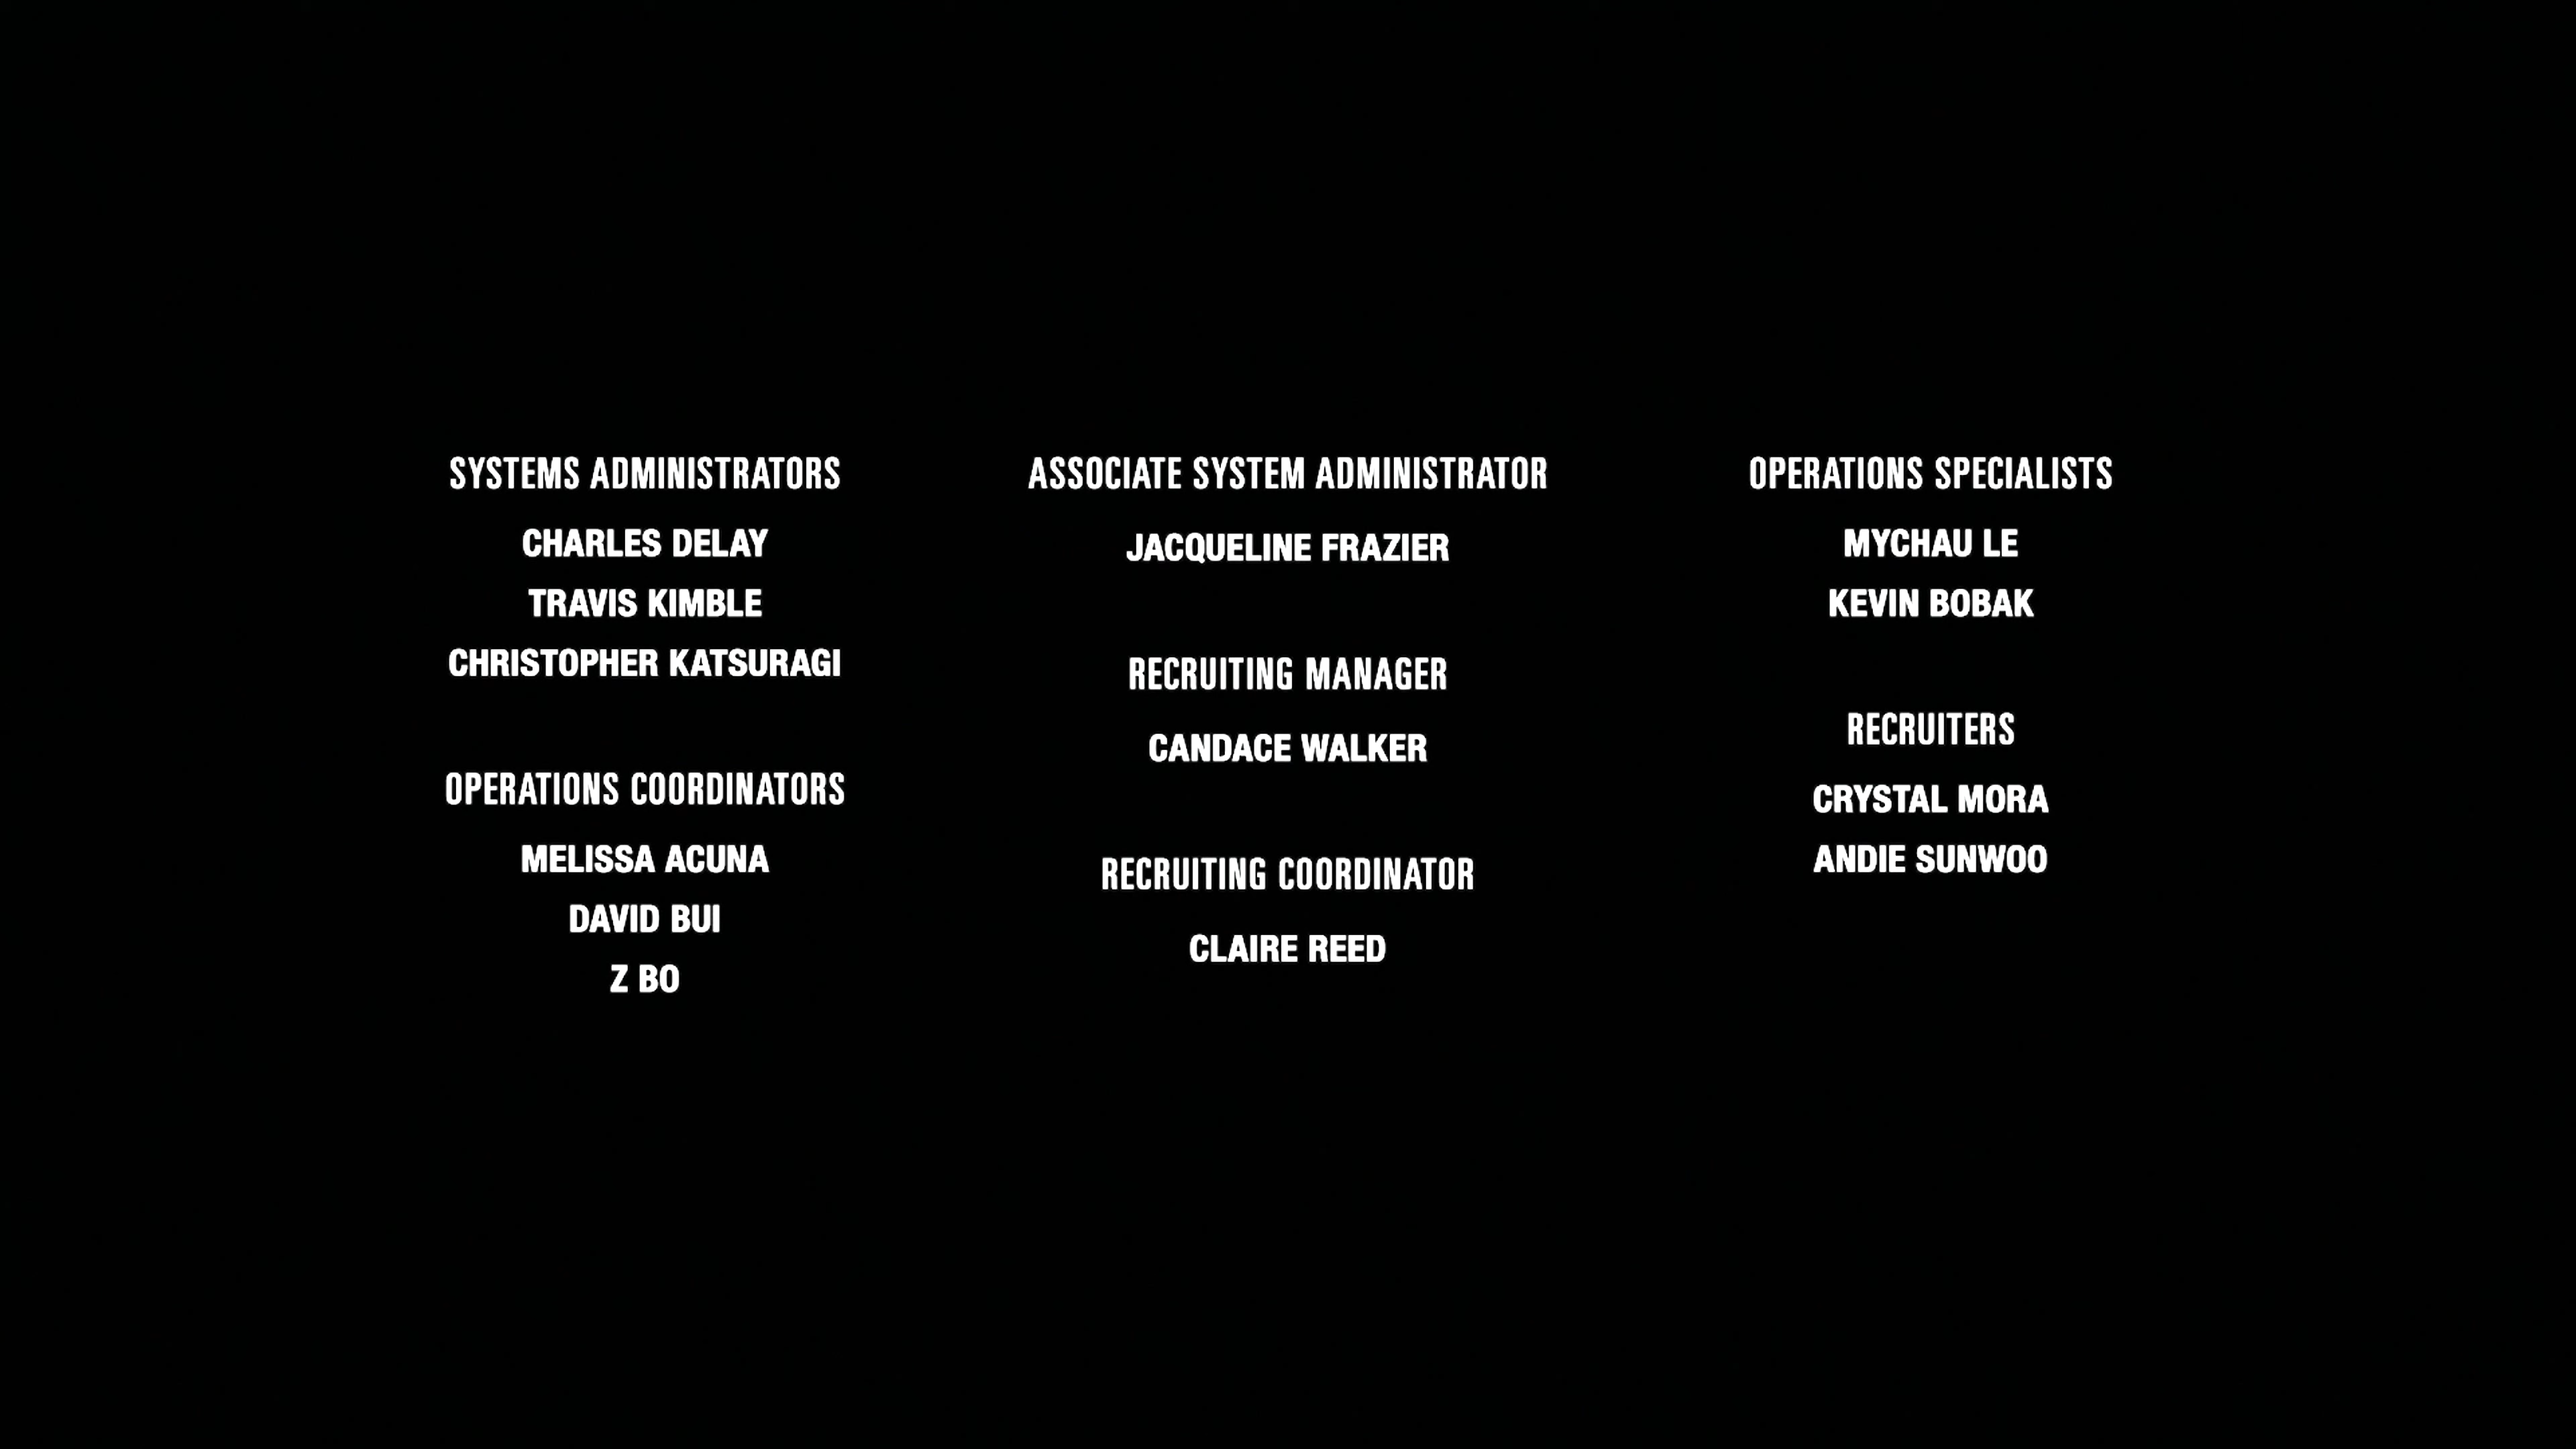 SYSTEMS ADMINISTRATORS
CHARLES DELAY
TRAVIS KIMBLE
CHRISTOPHER KATSURAGI
OPERATIONS COORDINATORS
MELISSA ACUNA
DAVID BUI
Z BO
ASSOCIATE SYSTEM ADMINISTRATOR
JACQUELINE FRAZIER
RECRUITING MANAGER
CANDACE WALKER
RECRUITING COORDINATOR
CLAIRE REED
OPERATIONS SPECIALISTS
MYCHAU LE
KEVIN BOBAK
RECRUITERS
CRYSTAL MORA
ANDIE SUNWOO